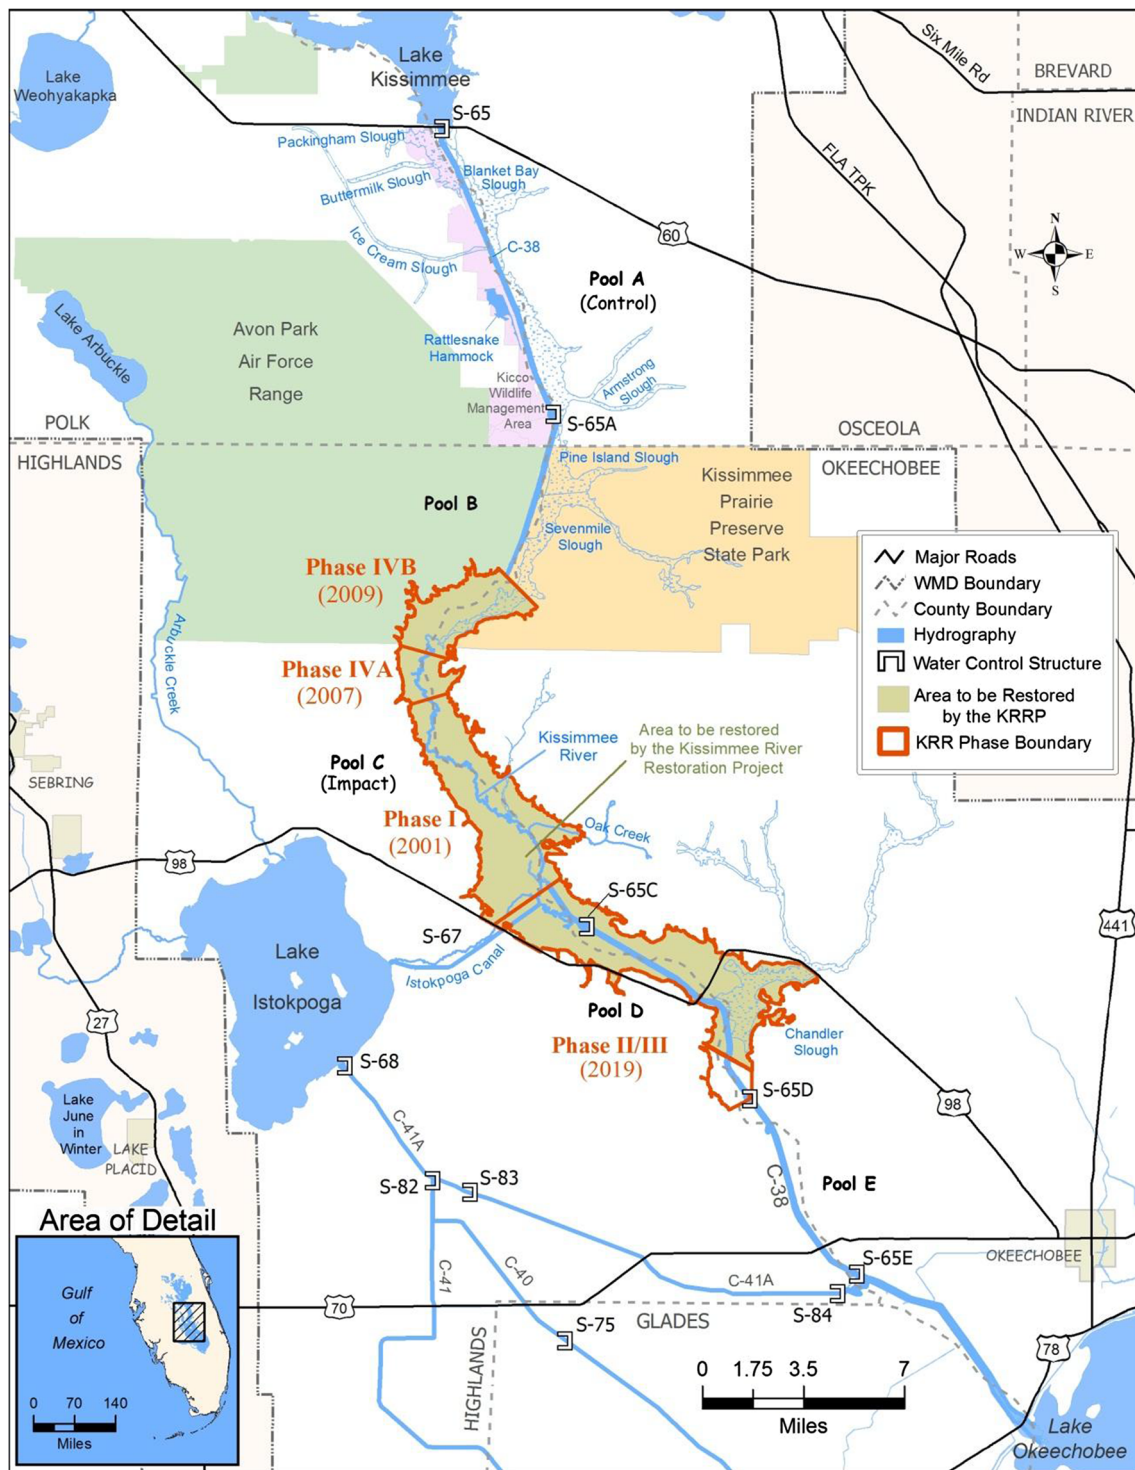 Lake
Kissimmee
Lake
Weohyakapka
S-65
Six Mile Rd
BREVARD
INDIAN RIVER
FLA TPK
Packingham Slough
Buttermilk Slough
Blanket Bay
Slough
Ice Cream Slough
C-38
60
N
W
E
S
Pool A
(Control)
Lake Arbuckle
Avon Park
Air Force
Range
Rattlesnake
Hammock
Kicco
Wildlife
Management
Area
Armstrong
Slough
S-65A
POLK
HIGHLANDS
OSCEOLA
OKEECHOBEE
Pine Island Slough
Kissimmee
Prairie
Preserve
State Park
Pool B
Sevenmile
Slough
Phase IVB
(2009)
Major Roads
WMD Boundary
County Boundary
Hydrography
Water Control Structure
Area to be Restored
by the KRRP
KRR Phase Boundary
Arbuckle Creek
Phase IVA
(2007)
Kissimmee
River
Area to be restored
by the Kissimmee River
Restoration Project
Pool C
(Impact)
SEBRING
Phase I
(2001)
Oak Creek
98
S-65C
441
S-67
Istokpoga Canal
Lake
Istokpoga
Pool D
27
Phase II/III
(2019)
Chandler
Slough
S-68
S-65D
98
Lake
June
in
Winter
LAKE
PLACID
C-41A
S-82
S-83
C-38
Pool E
Area of Detail
Gulf
of
Mexico
0 70 140
Miles
C-41
C-40
C-41A
S-65E
OKEECHOBEE
S-84
70
GLADES
HIGHLANDS
S-75
78
0 1.75 3.5 7
Miles
Lake
Okeechobee